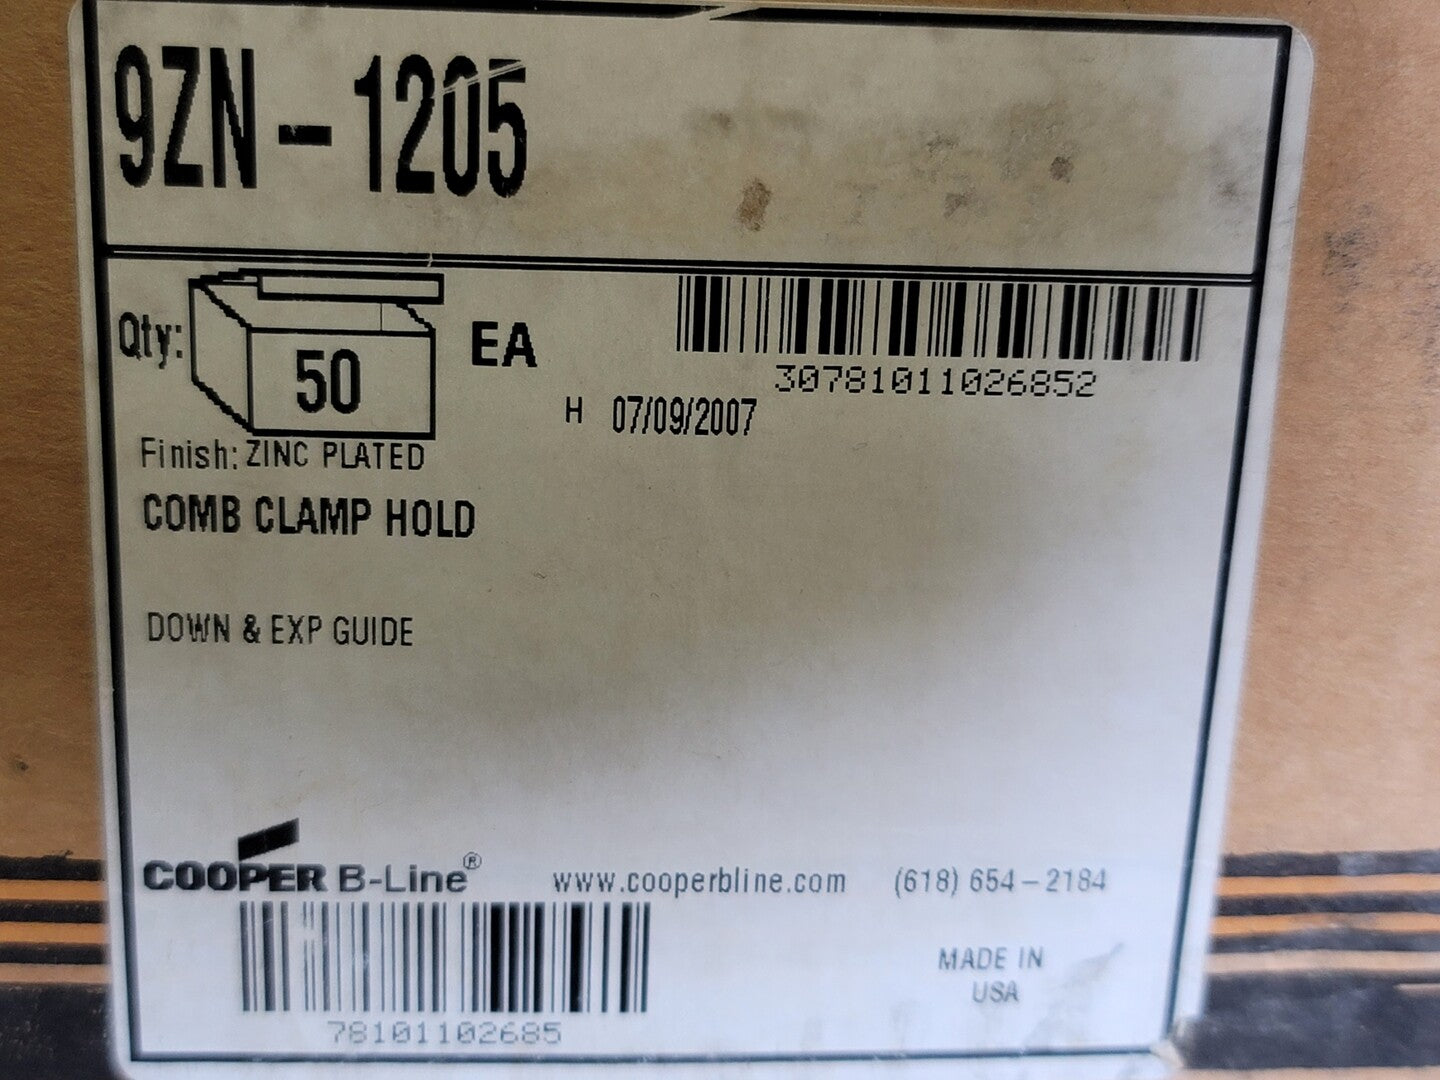 9ZN-1205
Qty: 50 EA
30781011026852
H 07/09/2007
Finish: ZINC PLATED
COMB CLAMP HOLD
DOWN & EXP GUIDE
COOPER B-Line® www.cooperbline.com (618) 654-2184
MADE IN
USA
78101102685